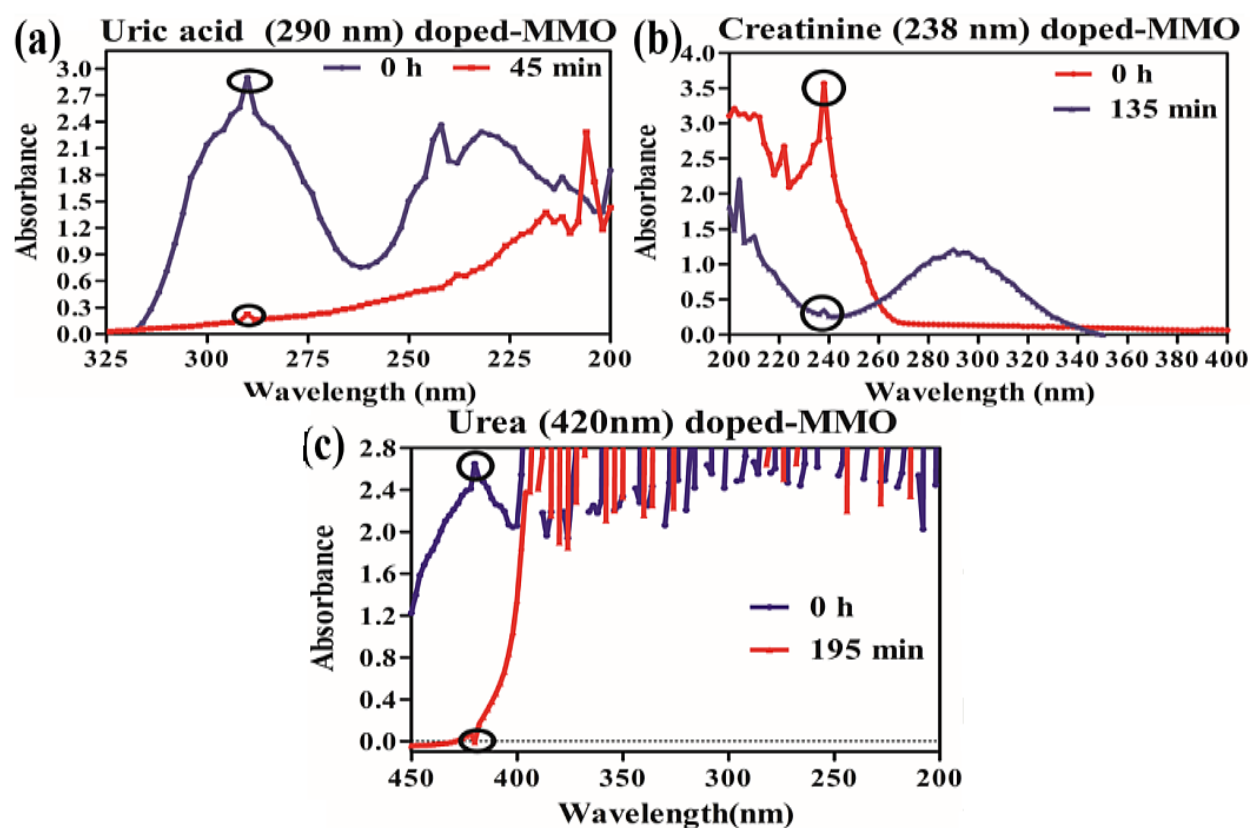 (a) Uric acid (290 nm) doped-MMO
0 h 45 min
Absorbance
3.0
2.7
2.4
2.1
1.8
1.5
1.2
0.9
0.6
0.3
0.0
325 300 275 250 225 200
Wavelength (nm)
(b) Creatinine (238 nm) doped-MMO
0 h
135 min
Absorbance
4.0
3.5
3.0
2.5
2.0
1.5
1.0
0.5
0.0
200 220 240 260 280 300 320 340 360 380 400
Wavelength (nm)
(c) Urea (420nm) doped-MMO
0 h
195 min
Absorbance
2.8
2.4
2.0
1.6
1.2
0.8
0.4
0.0
450 400 350 300 250 200
Wavelength(nm)